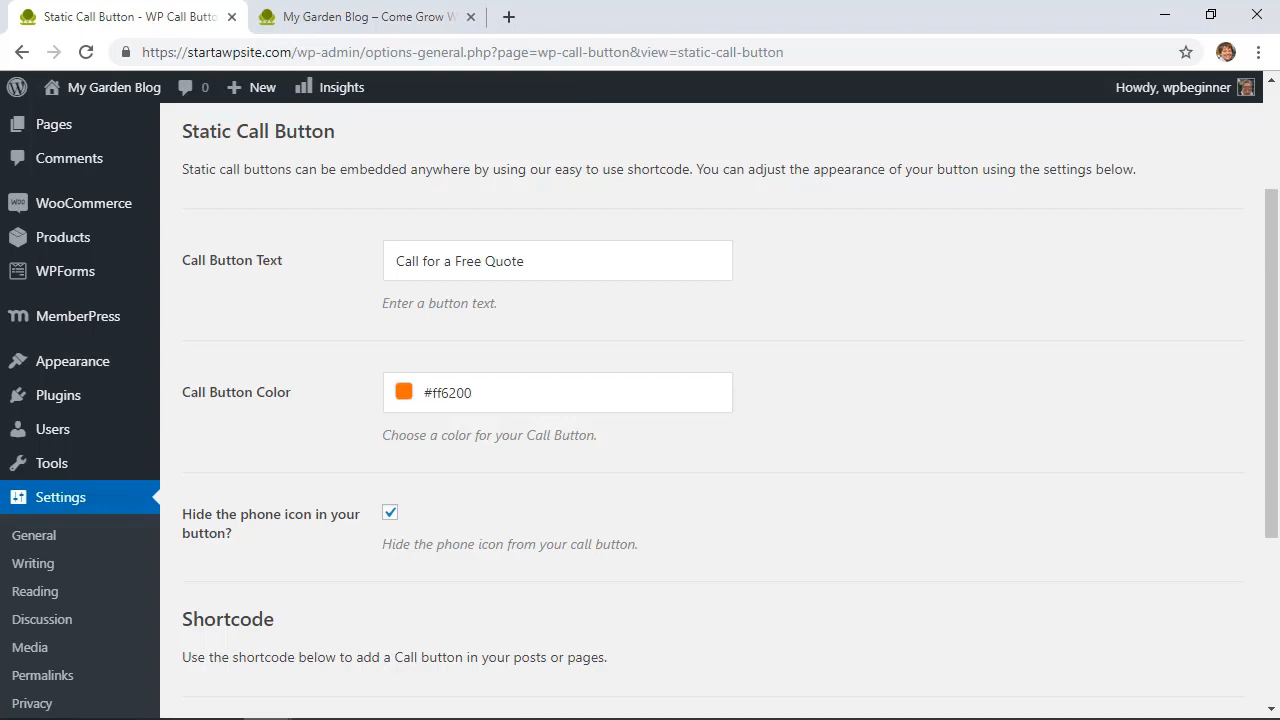 Static Call Button - WP Call Butto
My Garden Blog – Come Grow W
https://startawpsite.com/wp-admin/options-general.php?page=wp-call-button&view=static-call-button
My Garden Blog
0
New
Insights
Howdy, wpbeginner
Pages
Comments
WooCommerce
Products
WPForms
MemberPress
Appearance
Plugins
Users
Tools
Settings
General
Writing
Reading
Discussion
Media
Permalinks
Privacy
Static Call Button
Static call buttons can be embedded anywhere by using our easy to use shortcode. You can adjust the appearance of your button using the settings below.
Call Button Text
Call for a Free Quote
Enter a button text.
Call Button Color
#ff6200
Choose a color for your Call Button.
Hide the phone icon in your
button?
Hide the phone icon from your call button.
Shortcode
Use the shortcode below to add a Call button in your posts or pages.